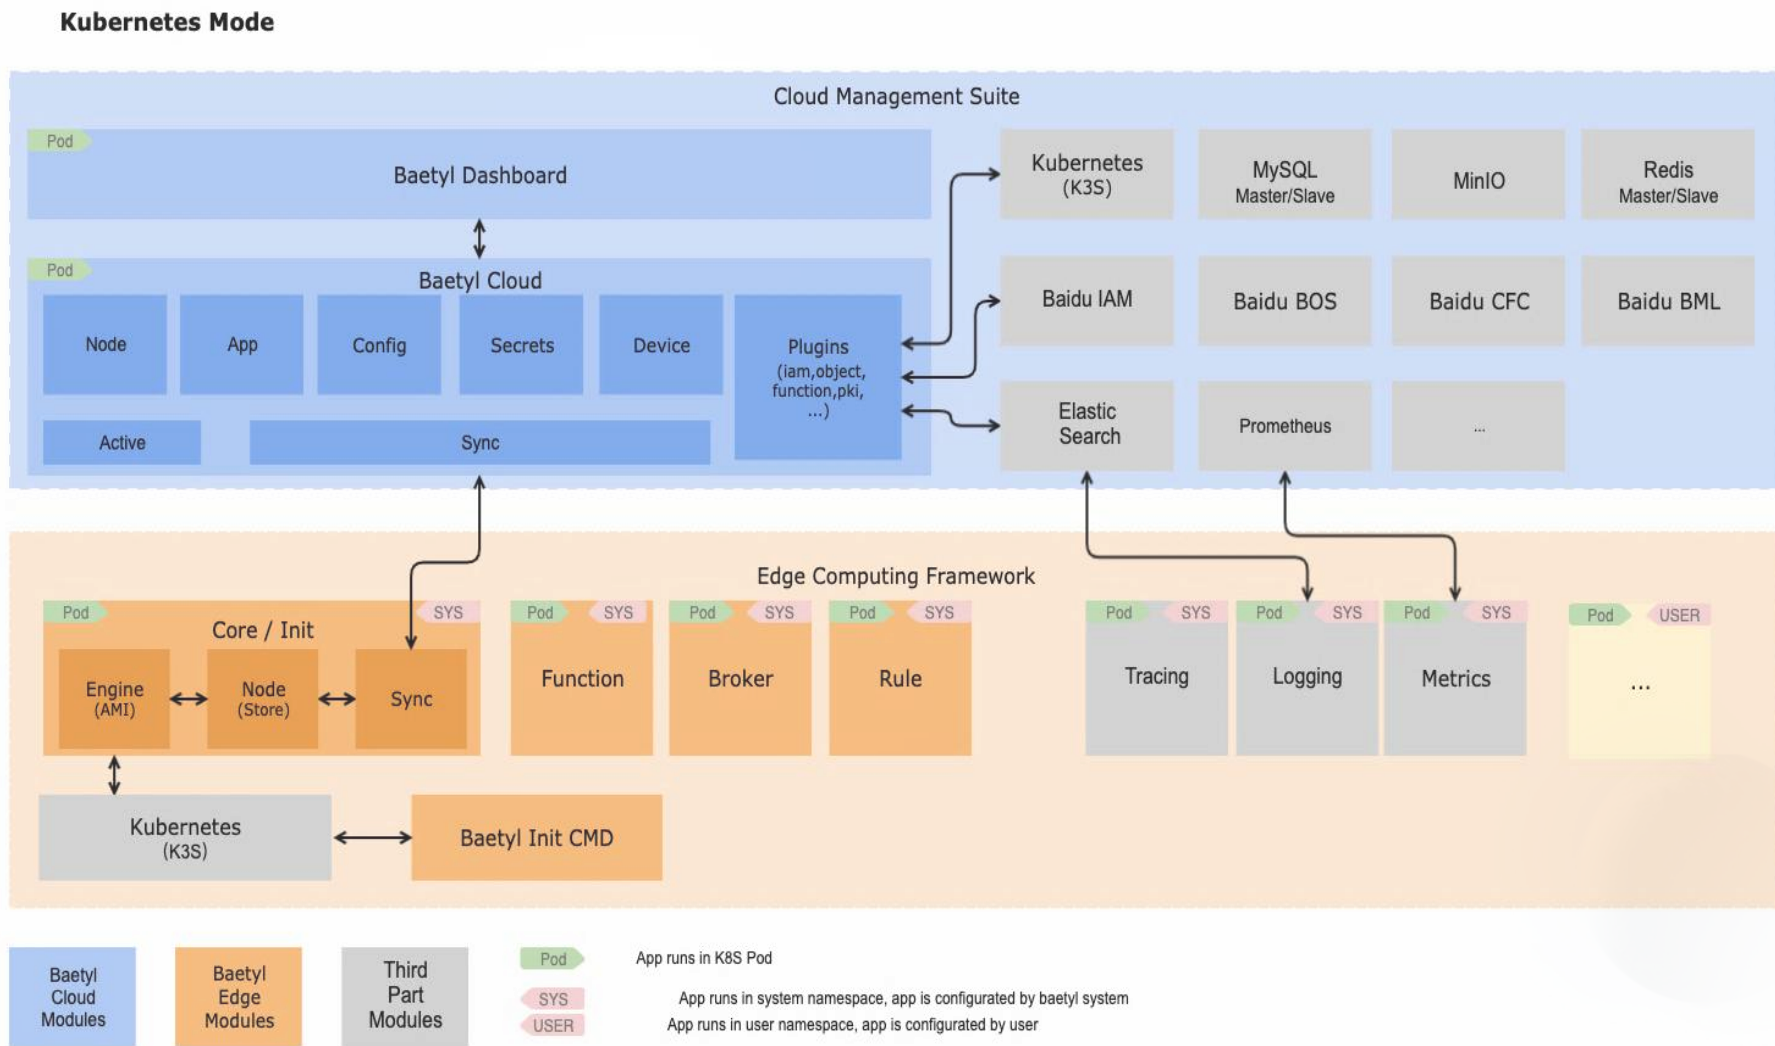 Kubernetes Mode
Cloud Management Suite
Pod
Baetyl Dashboard
Pod
Baetyl Cloud
Node
App
Config
Secrets
Device
Plugins
(iam,object,
function,pki,
...)
Active
Sync
Kubernetes
(K3S)
MySQL
Master/Slave
MinIO
Redis
Master/Slave
Baidu IAM
Baidu BOS
Baidu CFC
Baidu BML
Elastic
Search
Prometheus
...
Edge Computing Framework
Pod
SYS
Core / Init
Engine
(AMI)
Node
(Store)
Sync
Pod
SYS
Function
Pod
SYS
Broker
Pod
SYS
Rule
Pod
SYS
Tracing
Pod
SYS
Logging
Pod
SYS
Metrics
Pod
USER
...
Kubernetes
(K3S)
Baetyl Init CMD
Baetyl
Cloud
Modules
Baetyl
Edge
Modules
Third
Part
Modules
Pod
App runs in K8S Pod
SYS
App runs in system namespace, app is configurated by baetyl system
USER
App runs in user namespace, app is configurated by user